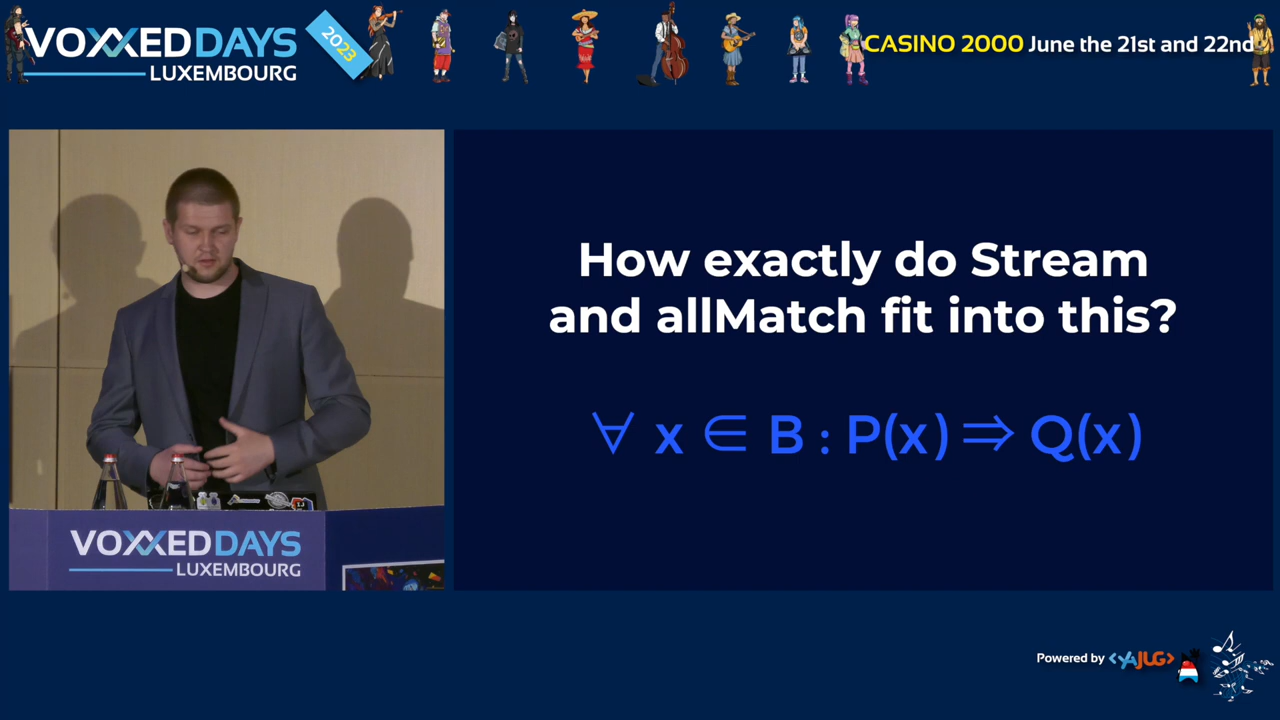 VOXXED DAYS
LUXEMBOURG
2023
CASINO 2000 June the 21st and 22nd
How exactly do Stream
and allMatch fit into this?
∀ x ∈ B : P(x) ⇒ Q(x)
VOXXED DAYS
LUXEMBOURG
Powered by <YAJUG>